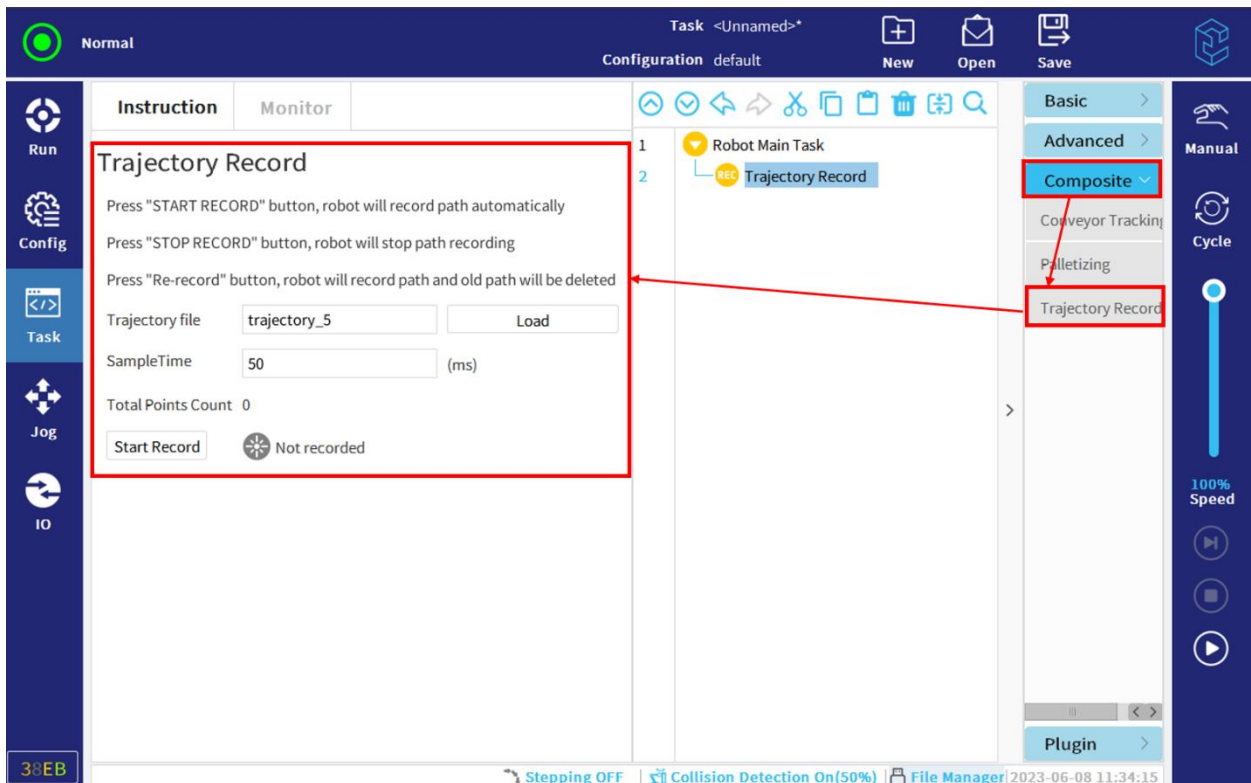 Normal
Task <Unnamed>*
Configuration default
New
Open
Save
Run
Config
Task
Jog
IO
38EB
Instruction Monitor
Trajectory Record
Press "START RECORD" button, robot will record path automatically
Press "STOP RECORD" button, robot will stop path recording
Press "Re-record" button, robot will record path and old path will be deleted
Trajectory file trajectory_5 Load
SampleTime 50 (ms)
Total Points Count 0
Start Record Not recorded
1 Robot Main Task
2 REC Trajectory Record
Basic
Advanced
Composite
Conveyor Tracking
Palletizing
Trajectory Record
Plugin
Manual
Cycle
100%
Speed
Stepping OFF Collision Detection On(50%) File Manager 2023-06-08 11:34:15